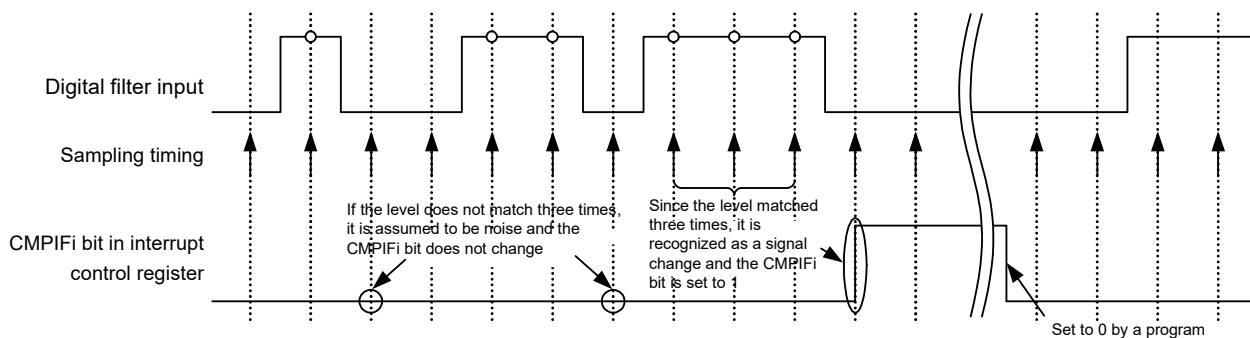 Digital filter input
Sampling timing
If the level does not match three times,
it is assumed to be noise and the
CMPIFi bit does not change
Since the level matched
three times, it is
recognized as a signal
change and the CMPIFi
bit is set to 1
CMPIFi bit in interrupt
control register
Set to 0 by a program